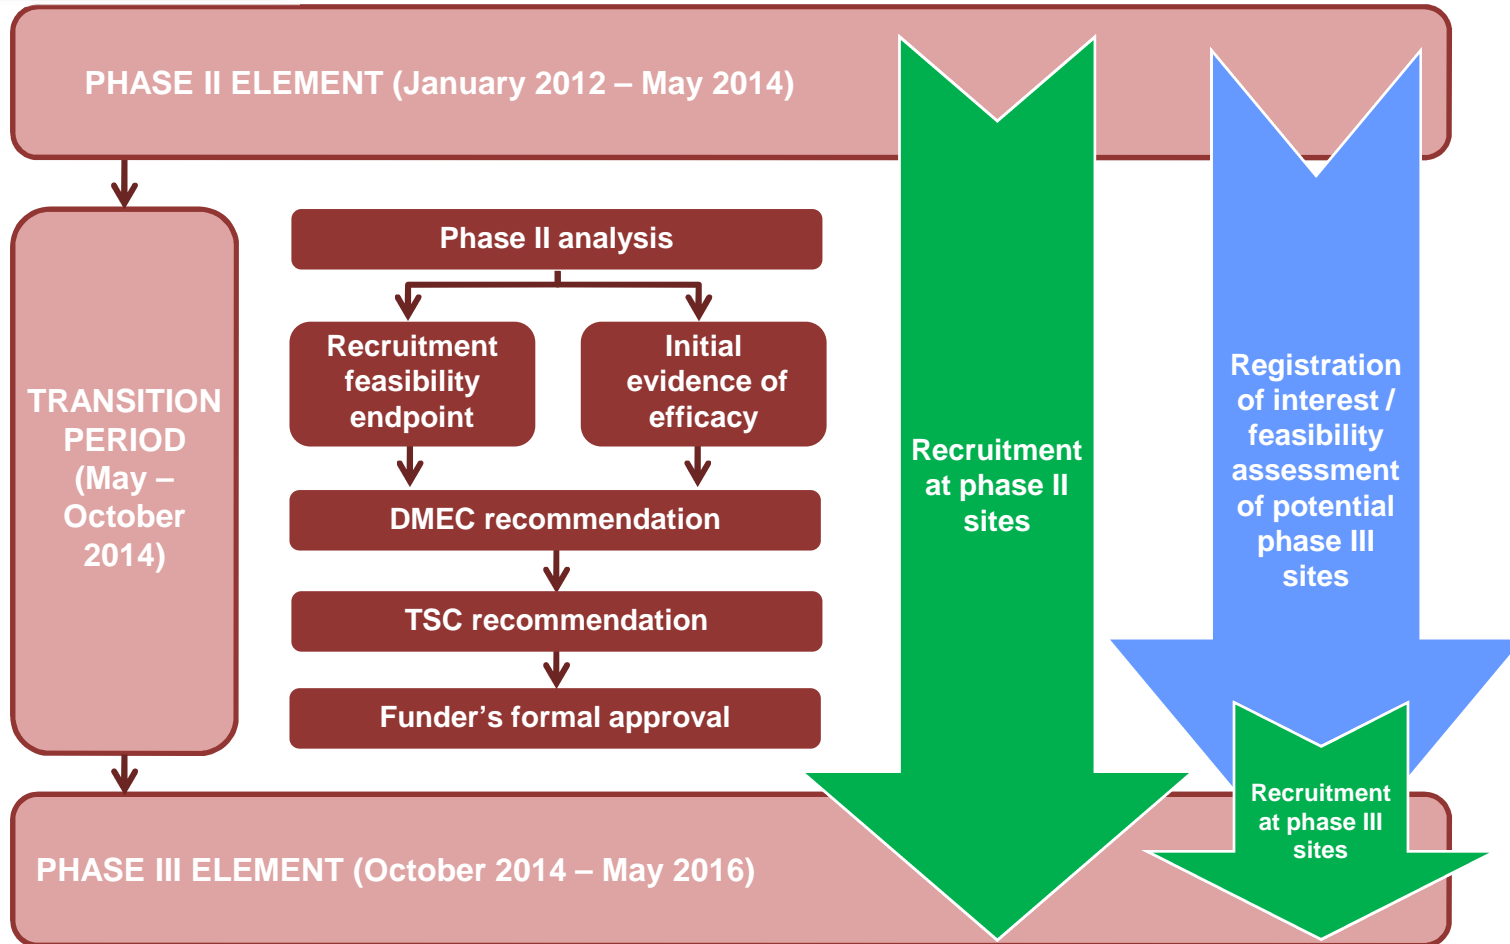 PHASE II ELEMENT (January 2012 – May 2014)
TRANSITION
PERIOD
(May –
October
2014)
Phase II analysis
Recruitment
feasibility
endpoint
Initial
evidence of
efficacy
DMEC recommendation
TSC recommendation
Funder’s formal approval
Recruitment
at phase II
sites
Registration
of interest /
feasibility
assessment
of potential
phase III
sites
Recruitment
at phase III
sites
PHASE III ELEMENT (October 2014 – May 2016)